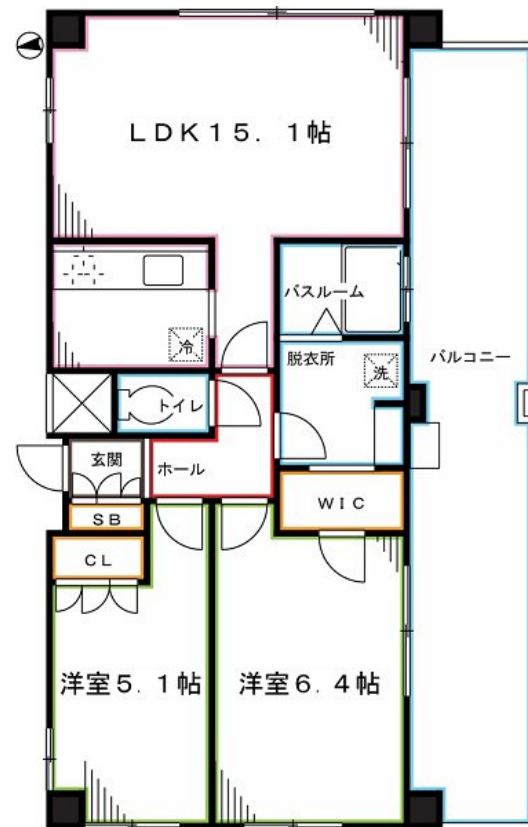 LDK15.1帖
バスルーム
冷
脱衣所
洗
バルコニー
トイレ
玄関
ホール
SB
WIC
CL
洋室5.1帖
洋室6.4帖